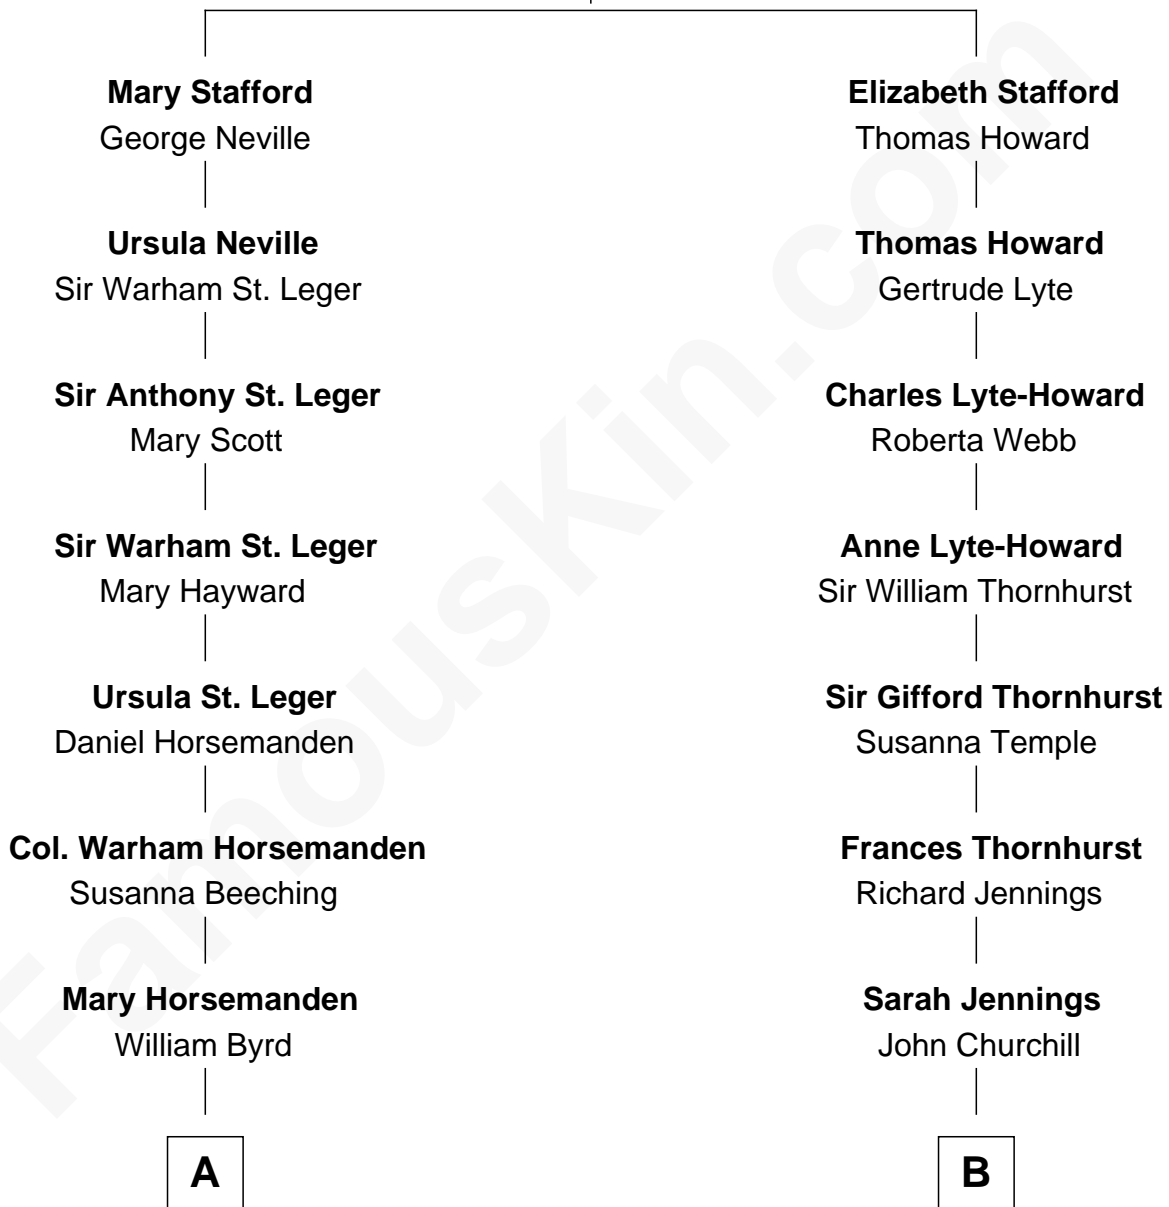 Mary Stafford
George Neville
Ursula Neville
Sir Warham St. Leger
Sir Anthony St. Leger
Mary Scott
Sir Warham St. Leger
Mary Hayward
Ursula St. Leger
Daniel Horsemanden
Col. Warham Horsemanden
Susanna Beeching
Mary Horsemanden
William Byrd
A
Elizabeth Stafford
Thomas Howard
Thomas Howard
Gertrude Lyte
Charles Lyte-Howard
Roberta Webb
Anne Lyte-Howard
Sir William Thornhurst
Sir Gifford Thornhurst
Susanna Temple
Frances Thornhurst
Richard Jennings
Sarah Jennings
John Churchill
B
FamousKin.com